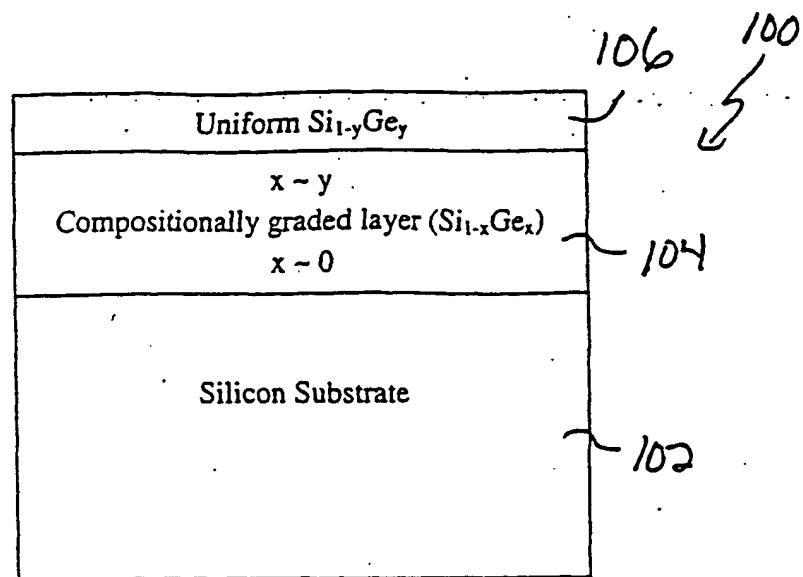 106
100
Uniform Si₁₋yGey
x ~ y
Compositionally graded layer (Si₁₋ₓGeₓ)
104
x ~ 0
Silicon Substrate
102